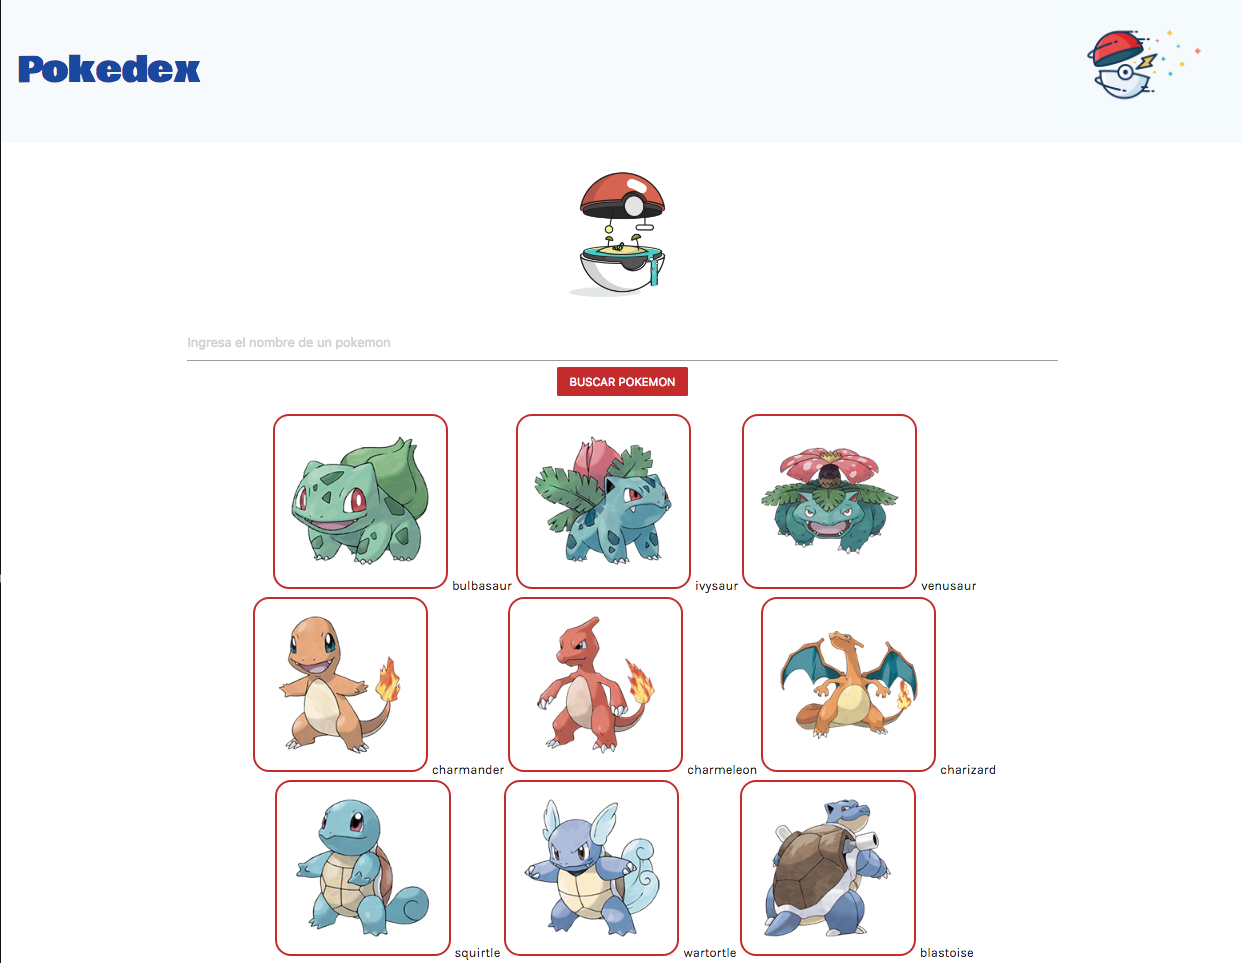 Pokedex
Ingresa el nombre de un pokemon
BUSCAR POKEMON
bulbasaur ivysaur venusaur
charmander charmeleon charizard
squirtle wartortle blastoise